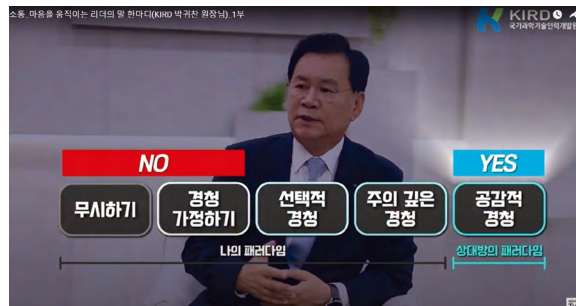 소통_마음을 움직이는 리더의 말 한마디(KIRD 박귀찬 원장님)_1부
KIRD
국가과학기술인력개발원
NO
YES
무시하기
경청
가정하기
선택적
경청
주의 깊은
경청
공감적
경청
나의 패러다임
상대방의 패러다임